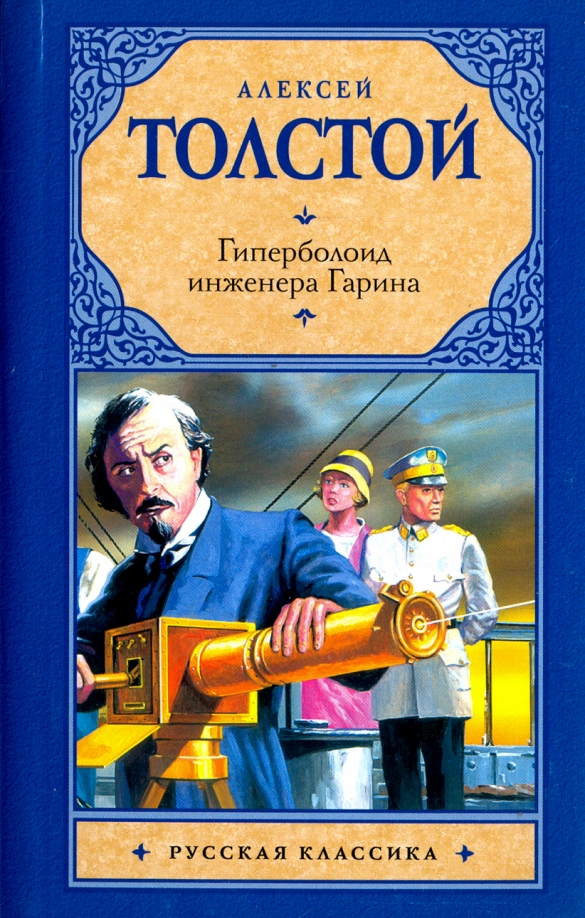 АЛЕКСЕЙ
ТОЛСТОЙ
Гиперболоид
инженера Гарина
РУССКАЯ КЛАССИКА